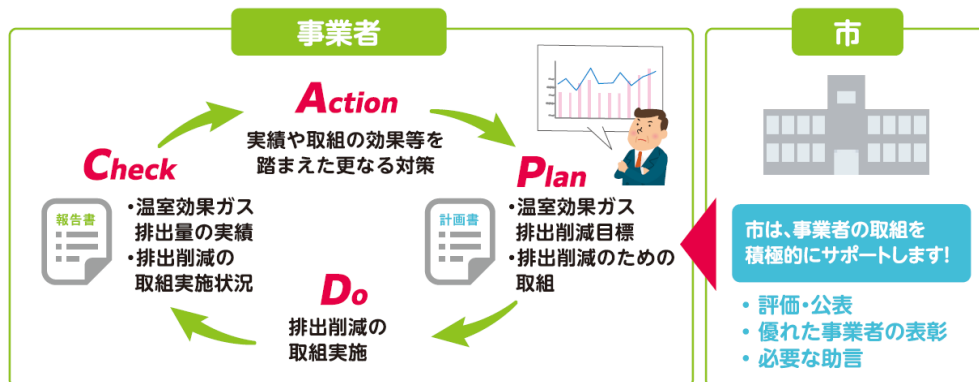 事業者
Action
実績や取組の効果等を
踏まえた更なる対策
Plan
計画書
・温室効果ガス
排出削減目標
・排出削減のための
取組
Do
排出削減の
取組実施
Check
報告書
・温室効果ガス
排出量の実績
・排出削減の
取組実施状況
市
市は、事業者の取組を
積極的にサポートします!
・評価・公表
・優れた事業者の表彰
・必要な助言